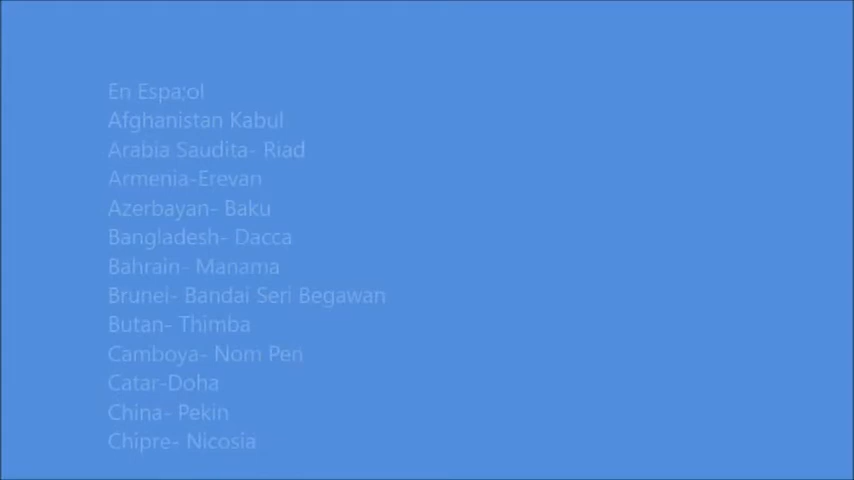 En Espa;ol
Afghanistan Kabul
Arabia Saudita- Riad
Armenia-Erevan
Azerbayan- Baku
Bangladesh- Dacca
Bahrain- Manama
Brunei- Bandai Seri Begawan
Butan- Thimba
Camboya- Nom Pen
Catar-Doha
China- Pekin
Chipre- Nicosia